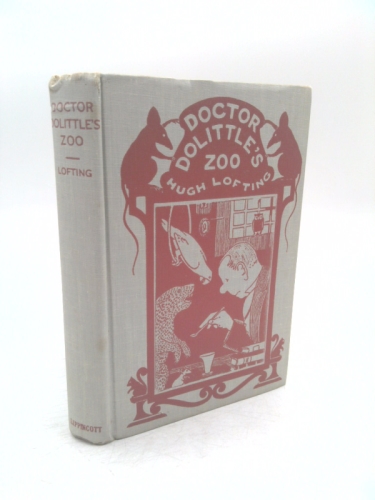 DOCTOR
DOLITTLE'S
ZOO
LOFTING
LIPPINCOTT
DOCTOR
DOLITTLE'S
ZOO
HUGH LOFTING